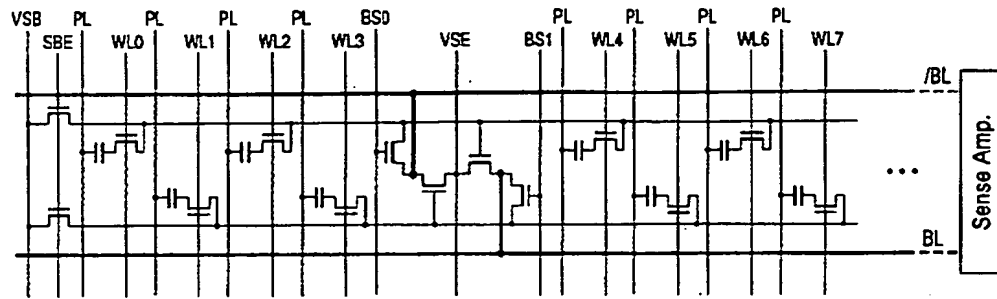 VSB PL PL PL PL BS0 PL PL PL PL
SBE WL0 WL1 WL2 WL3 VSE BS1 WL4 WL5 WL6 WL7
/BL
BL
Sense Amp.